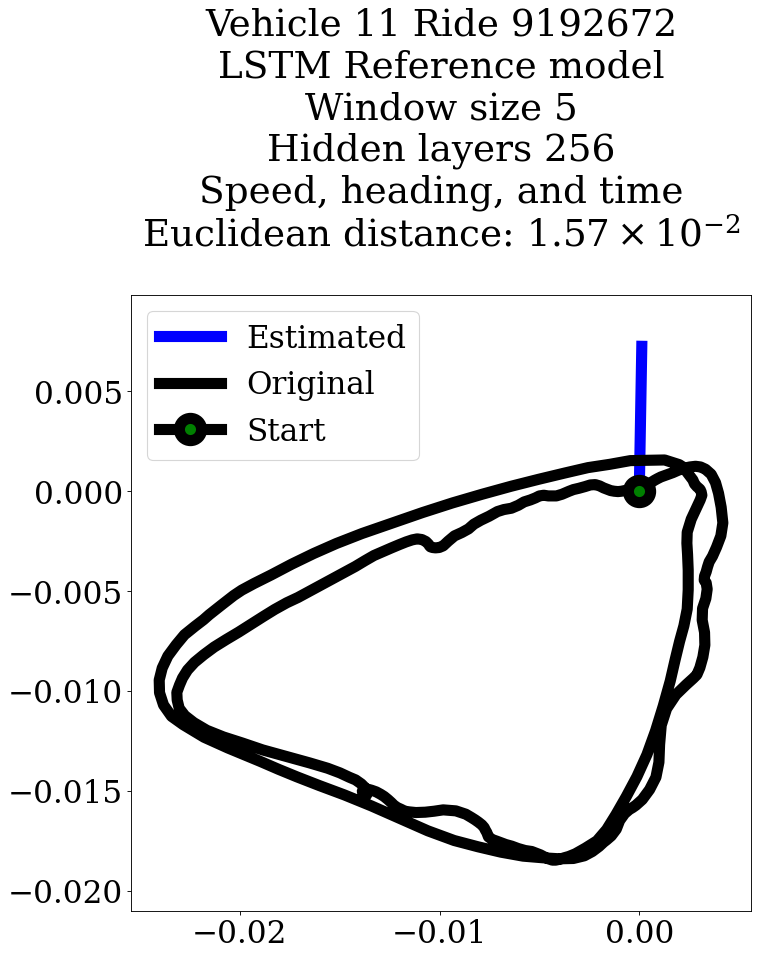 Vehicle 11 Ride 9192672
LSTM Reference model
Window size 5
Hidden layers 256
Speed, heading, and time
Euclidean distance: 1.57 × 10⁻²
Estimated
Original
Start
0.005
0.000
−0.005
−0.010
−0.015
−0.020
−0.02 −0.01 0.00